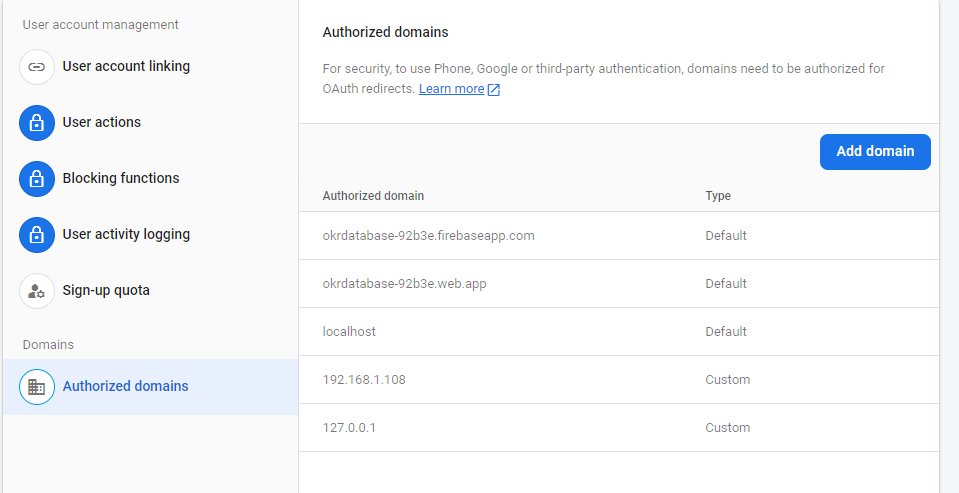 User account management
User account linking
User actions
Blocking functions
User activity logging
Sign-up quota
Domains
Authorized domains
Authorized domains
For security, to use Phone, Google or third-party authentication, domains need to be authorized for
OAuth redirects. Learn more
Add domain
Authorized domain Type
okrdatabase-92b3e.firebaseapp.com Default
okrdatabase-92b3e.web.app Default
localhost Default
192.168.1.108 Custom
127.0.0.1 Custom